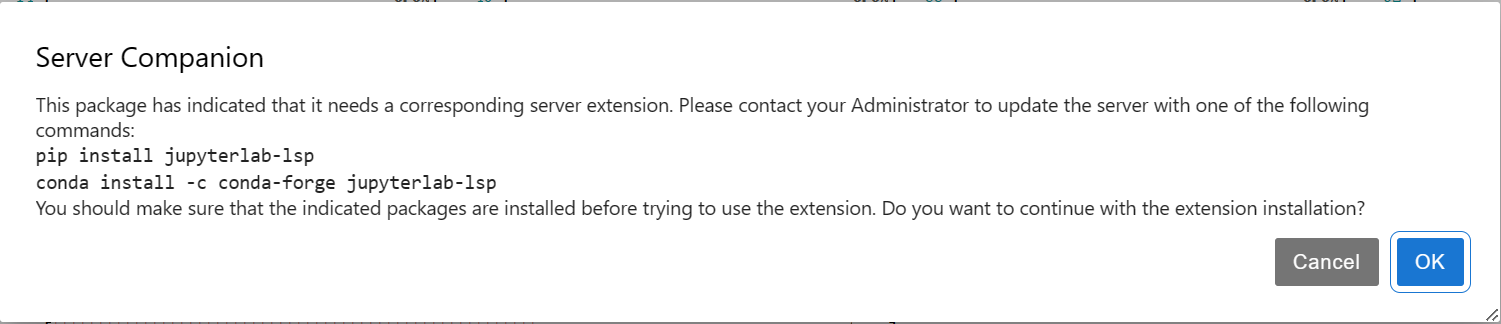 Server Companion
This package has indicated that it needs a corresponding server extension. Please contact your Administrator to update the server with one of the following
commands:
pip install jupyterlab-lsp
conda install -c conda-forge jupyterlab-lsp
You should make sure that the indicated packages are installed before trying to use the extension. Do you want to continue with the extension installation?
Cancel OK